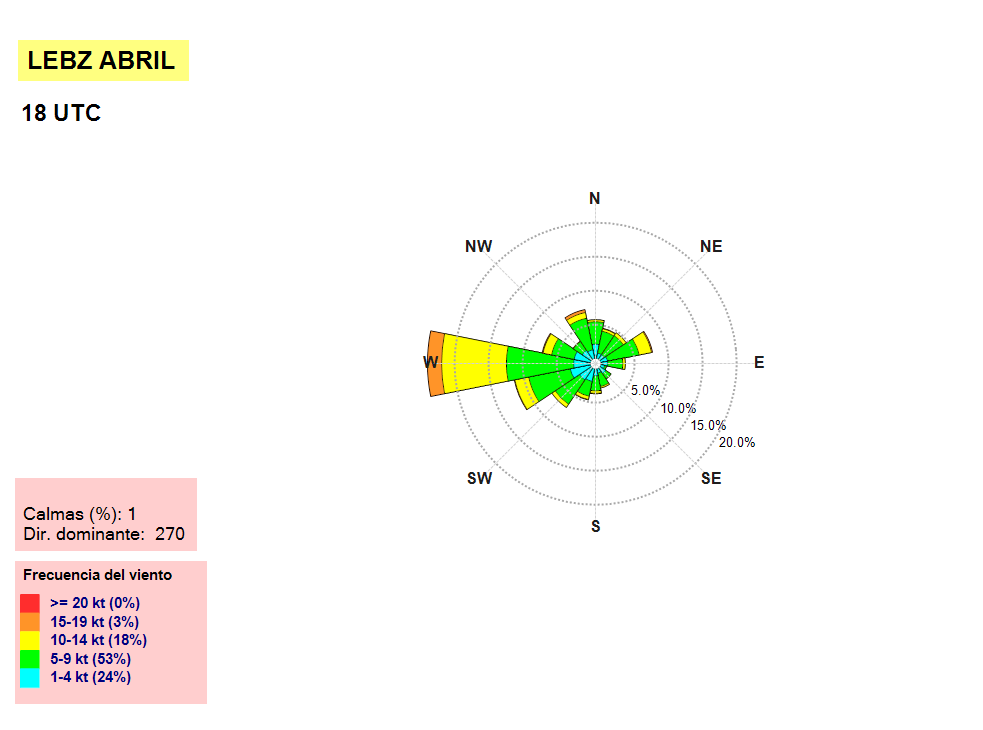 LEBZ ABRIL
18 UTC
N
NW
NE
W
E
5.0%
10.0%
15.0%
20.0%
SW
SE
S
Calmas (%): 1
Dir. dominante: 270
Frecuencia del viento
>= 20 kt (0%)
15-19 kt (3%)
10-14 kt (18%)
5-9 kt (53%)
1-4 kt (24%)